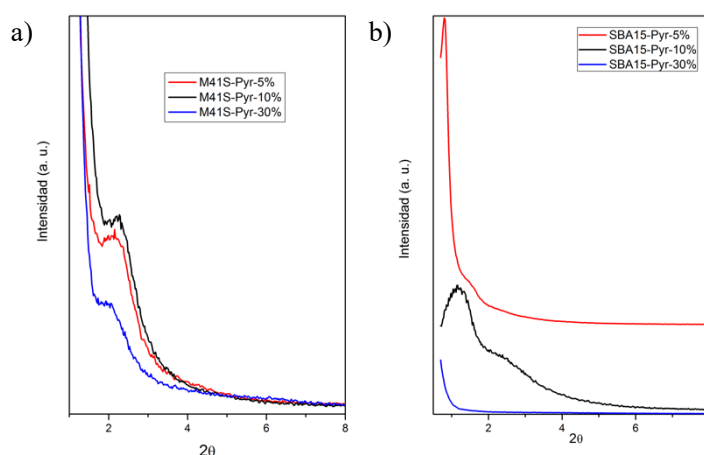 a)
M41S-Pyr-5%
M41S-Pyr-10%
M41S-Pyr-30%
Intensidad (a. u.)
2 4 6 8
2θ
b)
SBA15-Pyr-5%
SBA15-Pyr-10%
SBA15-Pyr-30%
Intensidad (a. u.)
2 4 6
2θ